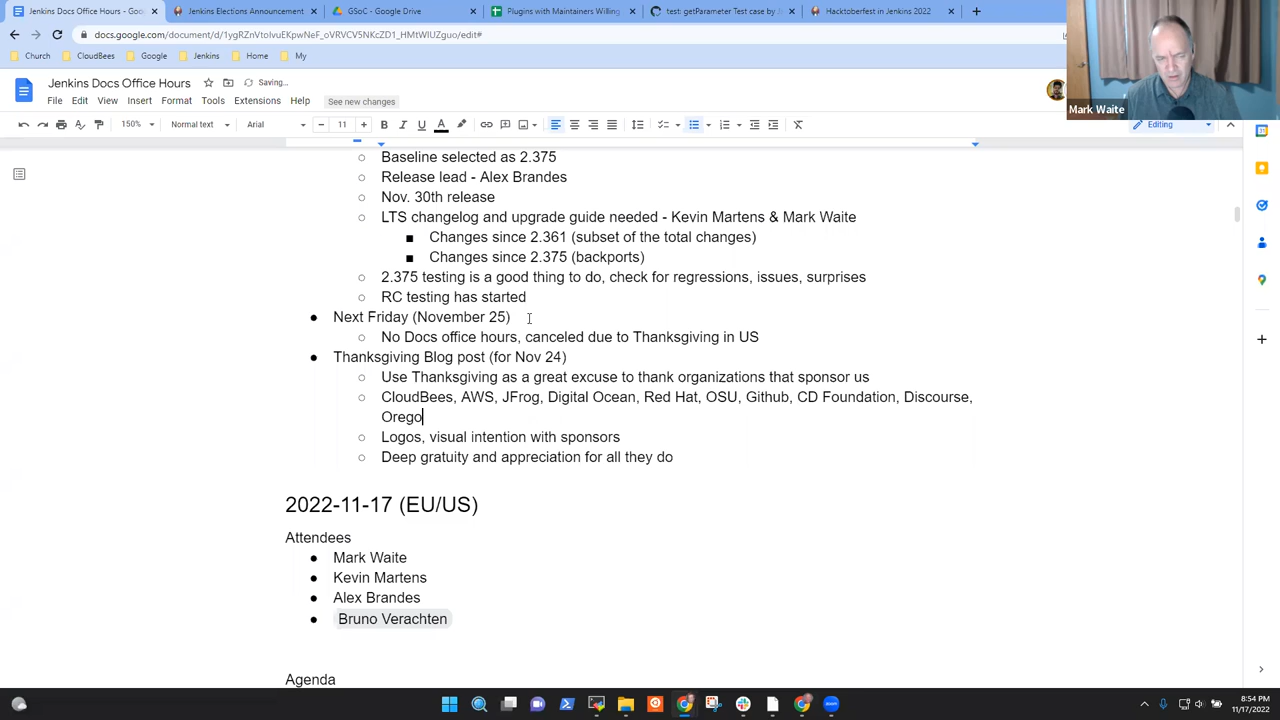 Jenkins Docs Office Hours - Goo
Jenkins Elections Announcement
GSoC - Google Drive
Plugins with Maintainers Willing
test: getParameter Test case by J
Hacktoberfest in Jenkins 2022
docs.google.com/document/d/1ygRZnVtoIvuEKpwNeF_oVRVCV5NKcZD1_HMtWIUZguo/edit#
Church
CloudBees
Google
Jenkins
Home
My
Jenkins Docs Office Hours
Saving...
File Edit View Insert Format Tools Extensions Help
See new changes
Mark Waite
150%
Normal text
Arial
11
Editing
Baseline selected as 2.375
Release lead - Alex Brandes
Nov. 30th release
LTS changelog and upgrade guide needed - Kevin Martens & Mark Waite
Changes since 2.361 (subset of the total changes)
Changes since 2.375 (backports)
2.375 testing is a good thing to do, check for regressions, issues, surprises
RC testing has started
Next Friday (November 25)
No Docs office hours, canceled due to Thanksgiving in US
Thanksgiving Blog post (for Nov 24)
Use Thanksgiving as a great excuse to thank organizations that sponsor us
CloudBees, AWS, JFrog, Digital Ocean, Red Hat, OSU, Github, CD Foundation, Discourse,
Orego
Logos, visual intention with sponsors
Deep gratuity and appreciation for all they do
2022-11-17 (EU/US)
Attendees
Mark Waite
Kevin Martens
Alex Brandes
Bruno Verachten
Agenda
8:54 PM
11/17/2022